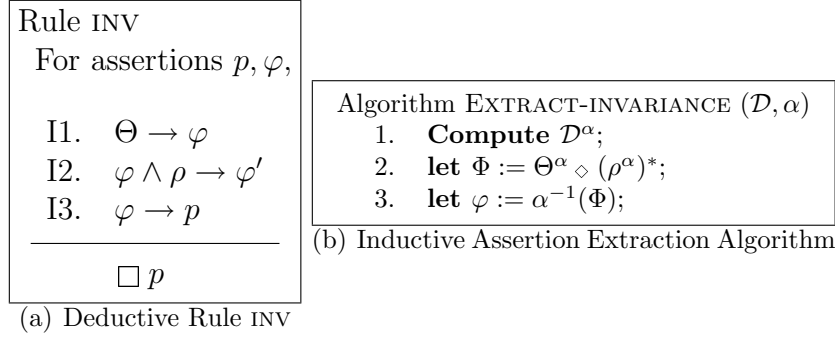 Rule INV
For assertions p, φ,
I1. Θ → φ
I2. φ ∧ ρ → φ′
I3. φ → p
□ p
(a) Deductive Rule INV
Algorithm EXTRACT-INVARIANCE (𝒟, α)
1. Compute 𝒟^α;
2. let Φ := Θ^α ⋄ (ρ^α)*;
3. let φ := α⁻¹(Φ);
(b) Inductive Assertion Extraction Algorithm